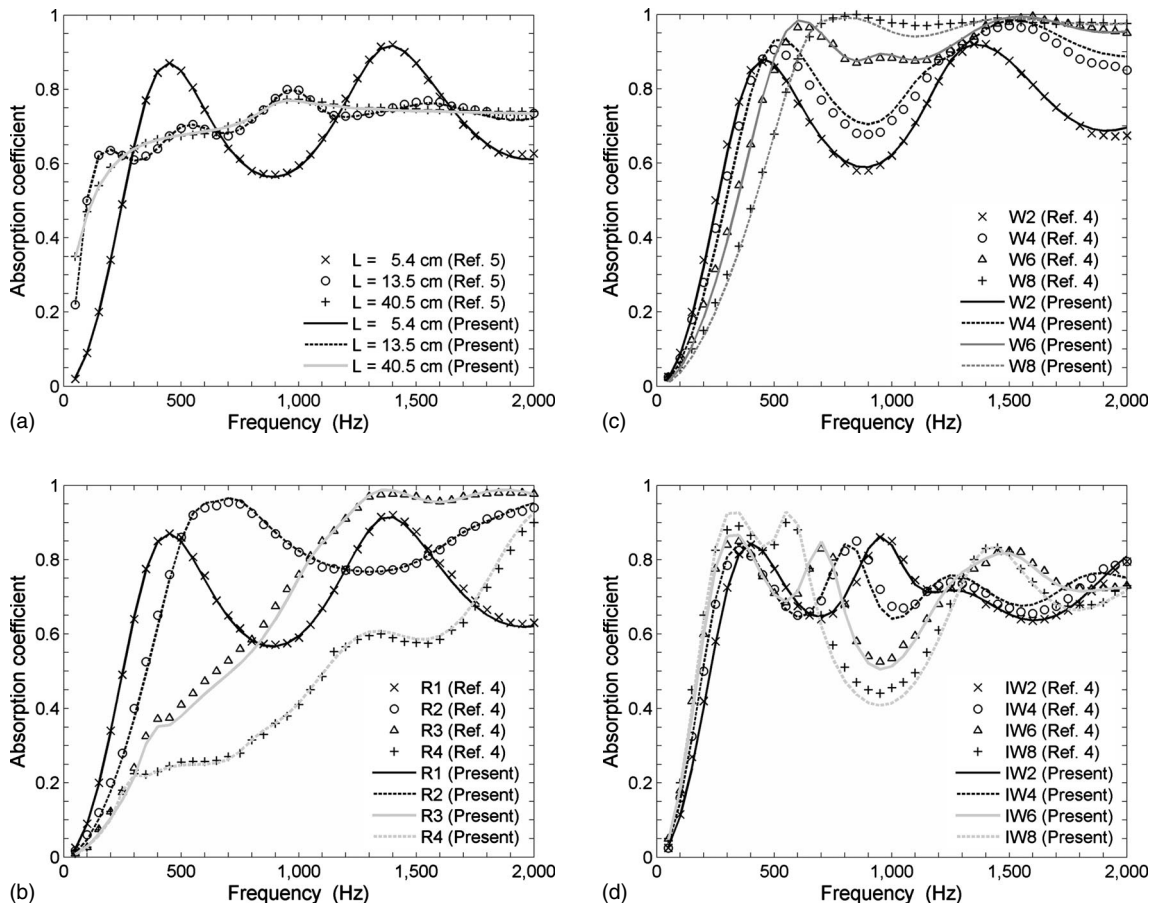 1
0.8
0.6
0.4
0.2
0
Absorption coefficient
× L = 5.4 cm (Ref. 5)
○ L = 13.5 cm (Ref. 5)
+ L = 40.5 cm (Ref. 5)
L = 5.4 cm (Present)
L = 13.5 cm (Present)
L = 40.5 cm (Present)
0 500 1,000 1,500 2,000
(a) Frequency (Hz)
1
0.8
0.6
0.4
0.2
0
Absorption coefficient
× W2 (Ref. 4)
○ W4 (Ref. 4)
△ W6 (Ref. 4)
+ W8 (Ref. 4)
W2 (Present)
W4 (Present)
W6 (Present)
W8 (Present)
0 500 1,000 1,500 2,000
(c) Frequency (Hz)
1
0.8
0.6
0.4
0.2
0
Absorption coefficient
× R1 (Ref. 4)
○ R2 (Ref. 4)
△ R3 (Ref. 4)
+ R4 (Ref. 4)
R1 (Present)
R2 (Present)
R3 (Present)
R4 (Present)
0 500 1,000 1,500 2,000
(b) Frequency (Hz)
1
0.8
0.6
0.4
0.2
0
Absorption coefficient
× IW2 (Ref. 4)
○ IW4 (Ref. 4)
△ IW6 (Ref. 4)
+ IW8 (Ref. 4)
IW2 (Present)
IW4 (Present)
IW6 (Present)
IW8 (Present)
0 500 1,000 1,500 2,000
(d) Frequency (Hz)